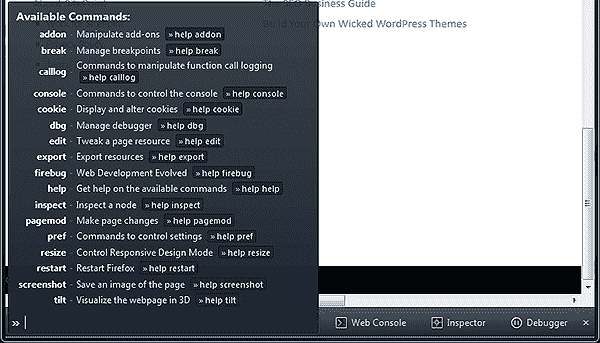 The SEO Business Guide
Build Your Own Wicked WordPress Themes
Available Commands:
addon - Manipulate add-ons » help addon
break - Manage breakpoints » help break
calllog - Commands to manipulate function call logging
» help calllog
console - Commands to control the console » help console
cookie - Display and alter cookies » help cookie
dbg - Manage debugger » help dbg
edit - Tweak a page resource » help edit
export - Export resources » help export
firebug - Web Development Evolved » help firebug
help - Get help on the available commands » help help
inspect - Inspect a node » help inspect
pagemod - Make page changes » help pagemod
pref - Commands to control settings » help pref
resize - Control Responsive Design Mode » help resize
restart - Restart Firefox » help restart
screenshot - Save an image of the page » help screenshot
tilt - Visualize the webpage in 3D » help tilt
»
Web Console Inspector Debugger ×